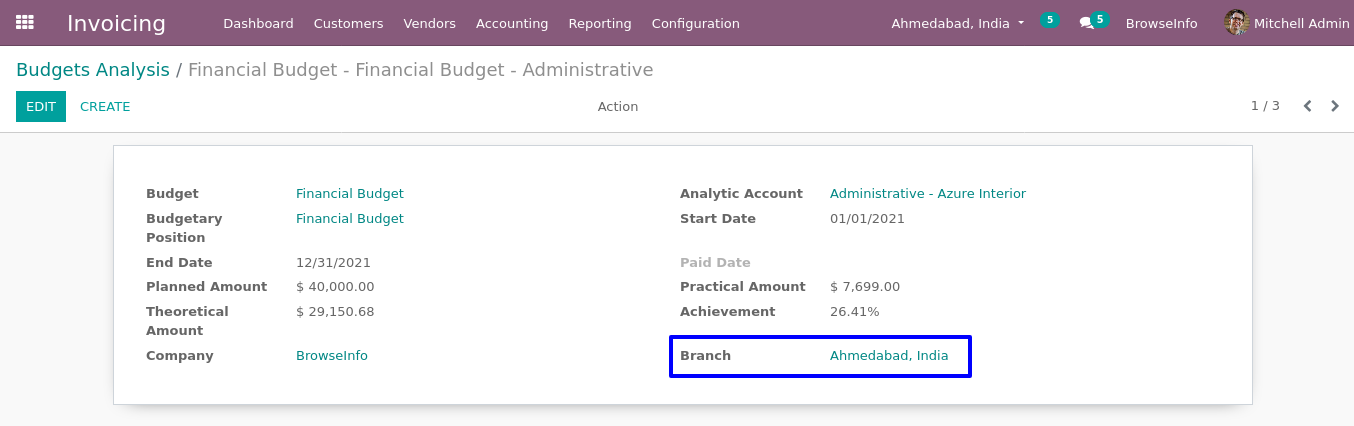 Invoicing Dashboard Customers Vendors Accounting Reporting Configuration Ahmedabad, India 5 5 BrowseInfo Mitchell Admin
Budgets Analysis / Financial Budget - Financial Budget - Administrative
EDIT CREATE Action 1 / 3
Budget Financial Budget Analytic Account Administrative - Azure Interior
Budgetary Position Financial Budget Start Date 01/01/2021
End Date 12/31/2021 Paid Date
Planned Amount $ 40,000.00 Practical Amount $ 7,699.00
Theoretical Amount $ 29,150.68 Achievement 26.41%
Company BrowseInfo Branch Ahmedabad, India